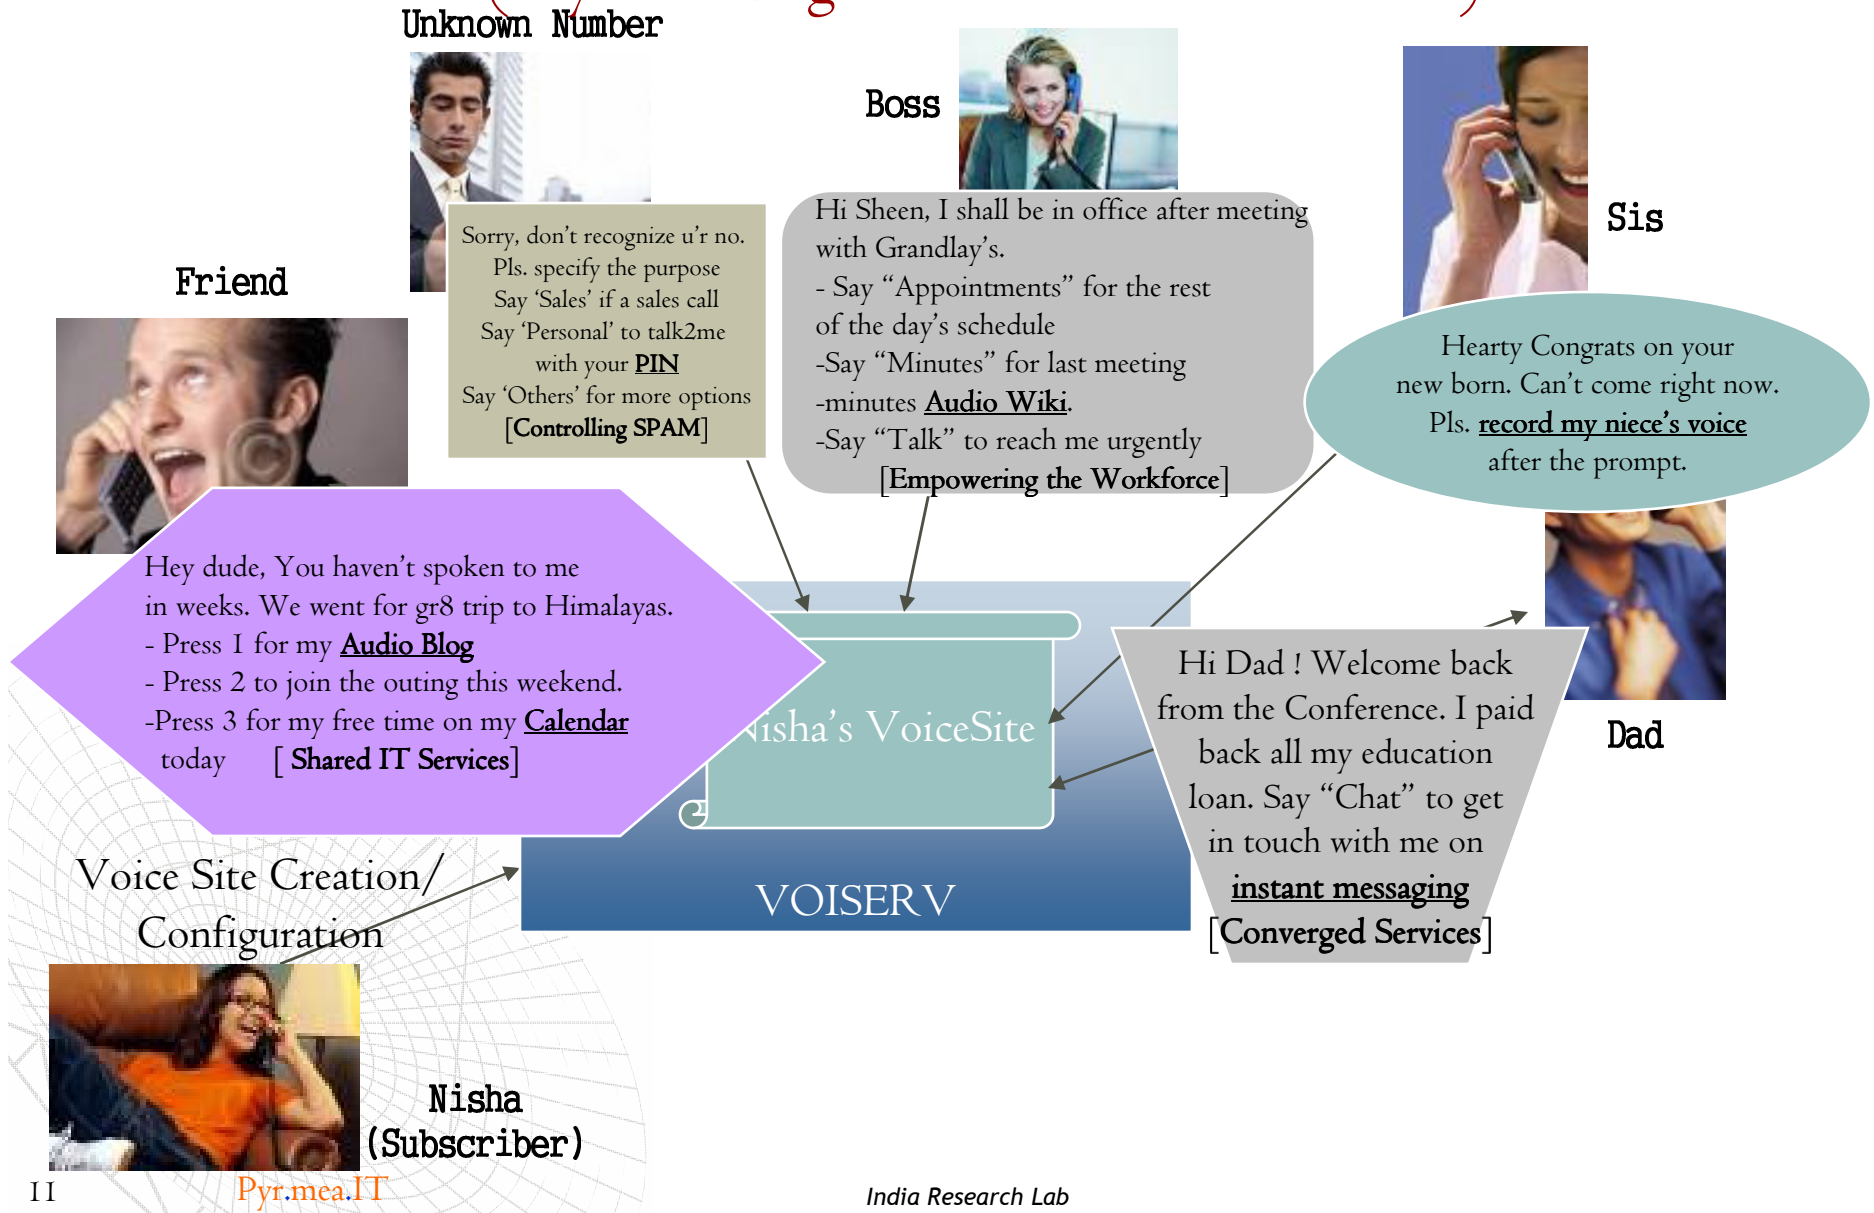 Unknown Number
Boss
Sis
Friend
Sorry, don't recognize u'r no.
Pls. specify the purpose
Say 'Sales' if a sales call
Say 'Personal' to talk2me
with your PIN
Say 'Others' for more options
[Controlling SPAM]
Hi Sheen, I shall be in office after meeting
with Grandlay's.
- Say “Appointments” for the rest
of the day's schedule
-Say “Minutes” for last meeting
-minutes Audio Wiki.
-Say “Talk” to reach me urgently
[Empowering the Workforce]
Hearty Congrats on your
new born. Can't come right now.
Pls. record my niece's voice
after the prompt.
Hey dude, You haven't spoken to me
in weeks. We went for gr8 trip to Himalayas.
- Press 1 for my Audio Blog
- Press 2 to join the outing this weekend.
-Press 3 for my free time on my Calendar
today [ Shared IT Services]
Nisha's VoiceSite
VOISERV
Hi Dad ! Welcome back
from the Conference. I paid
back all my education
loan. Say “Chat” to get
in touch with me on
instant messaging
[Converged Services]
Dad
Voice Site Creation/
Configuration
Nisha
(Subscriber)
11
Pyr.mea.IT
India Research Lab